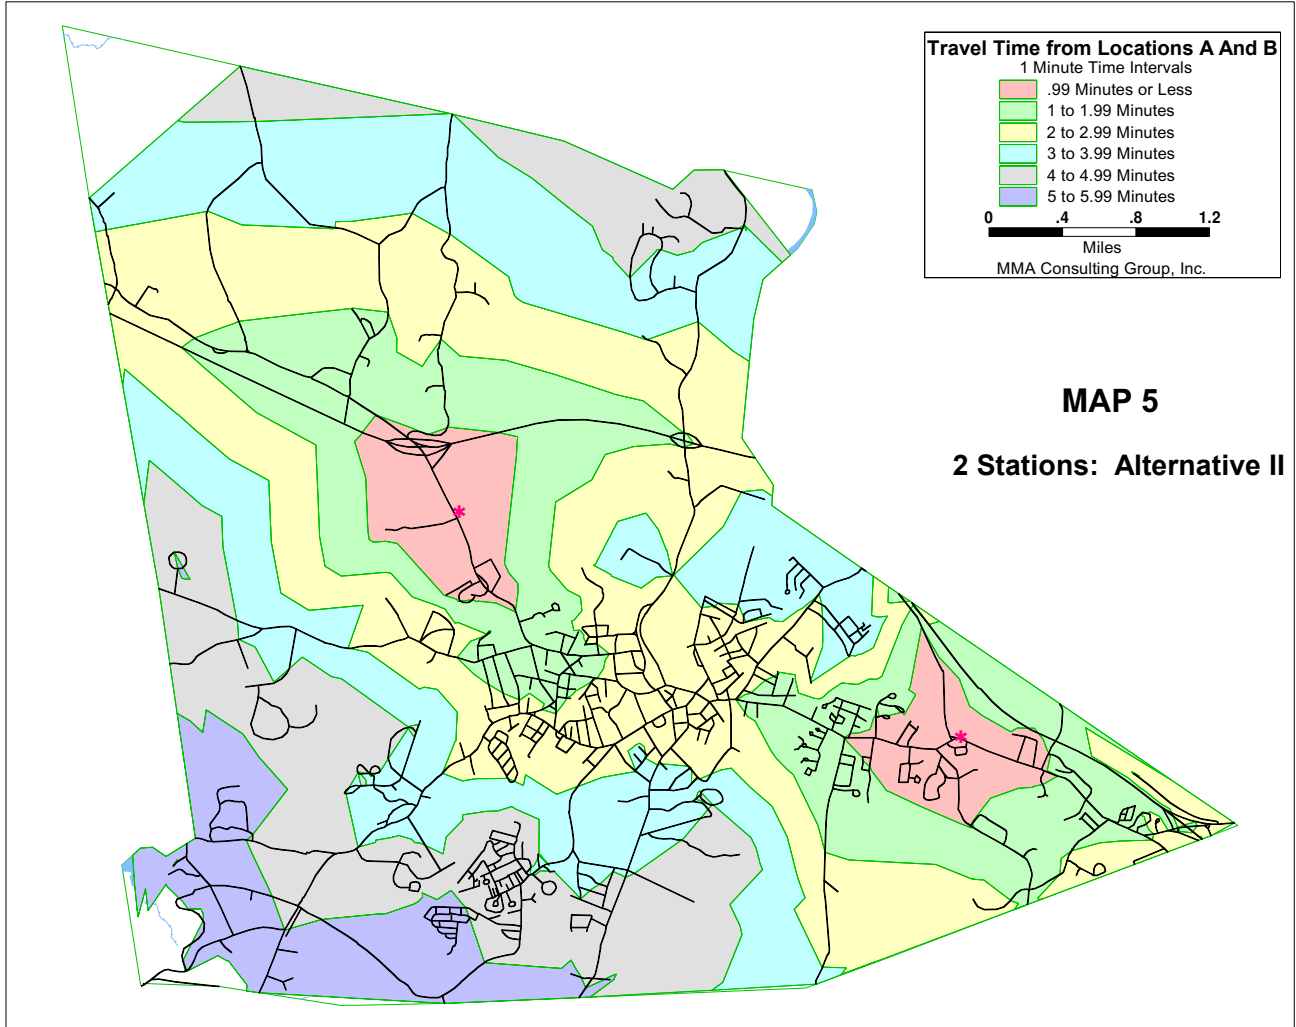 Travel Time from Locations A And B
1 Minute Time Intervals
.99 Minutes or Less
1 to 1.99 Minutes
2 to 2.99 Minutes
3 to 3.99 Minutes
4 to 4.99 Minutes
5 to 5.99 Minutes
0 .4 .8 1.2
Miles
MMA Consulting Group, Inc.
MAP 5
2 Stations: Alternative II